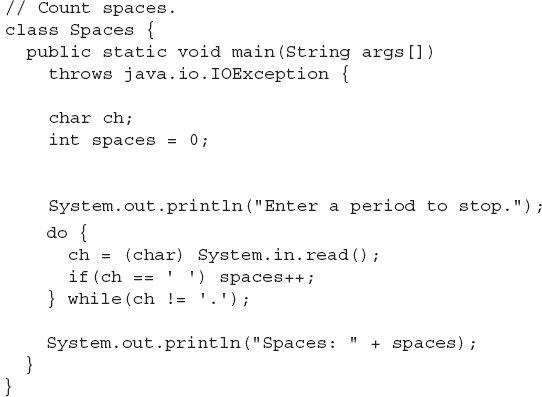 // Count spaces.
class Spaces {
  public static void main(String args[])
    throws java.io.IOException {

    char ch;
    int spaces = 0;


    System.out.println("Enter a period to stop.");
    do {
      ch = (char) System.in.read();
      if(ch == ' ') spaces++;
    } while(ch != '.');

    System.out.println("Spaces: " + spaces);
  }
}